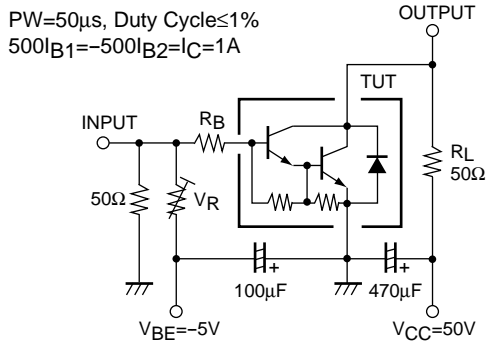 PW=50μs, Duty Cycle≤1%
500IB1=–500IB2=IC=1A
OUTPUT
TUT
INPUT
RB
RL
50Ω
50Ω
VR
+
100μF
+
470μF
VBE=–5V
VCC=50V